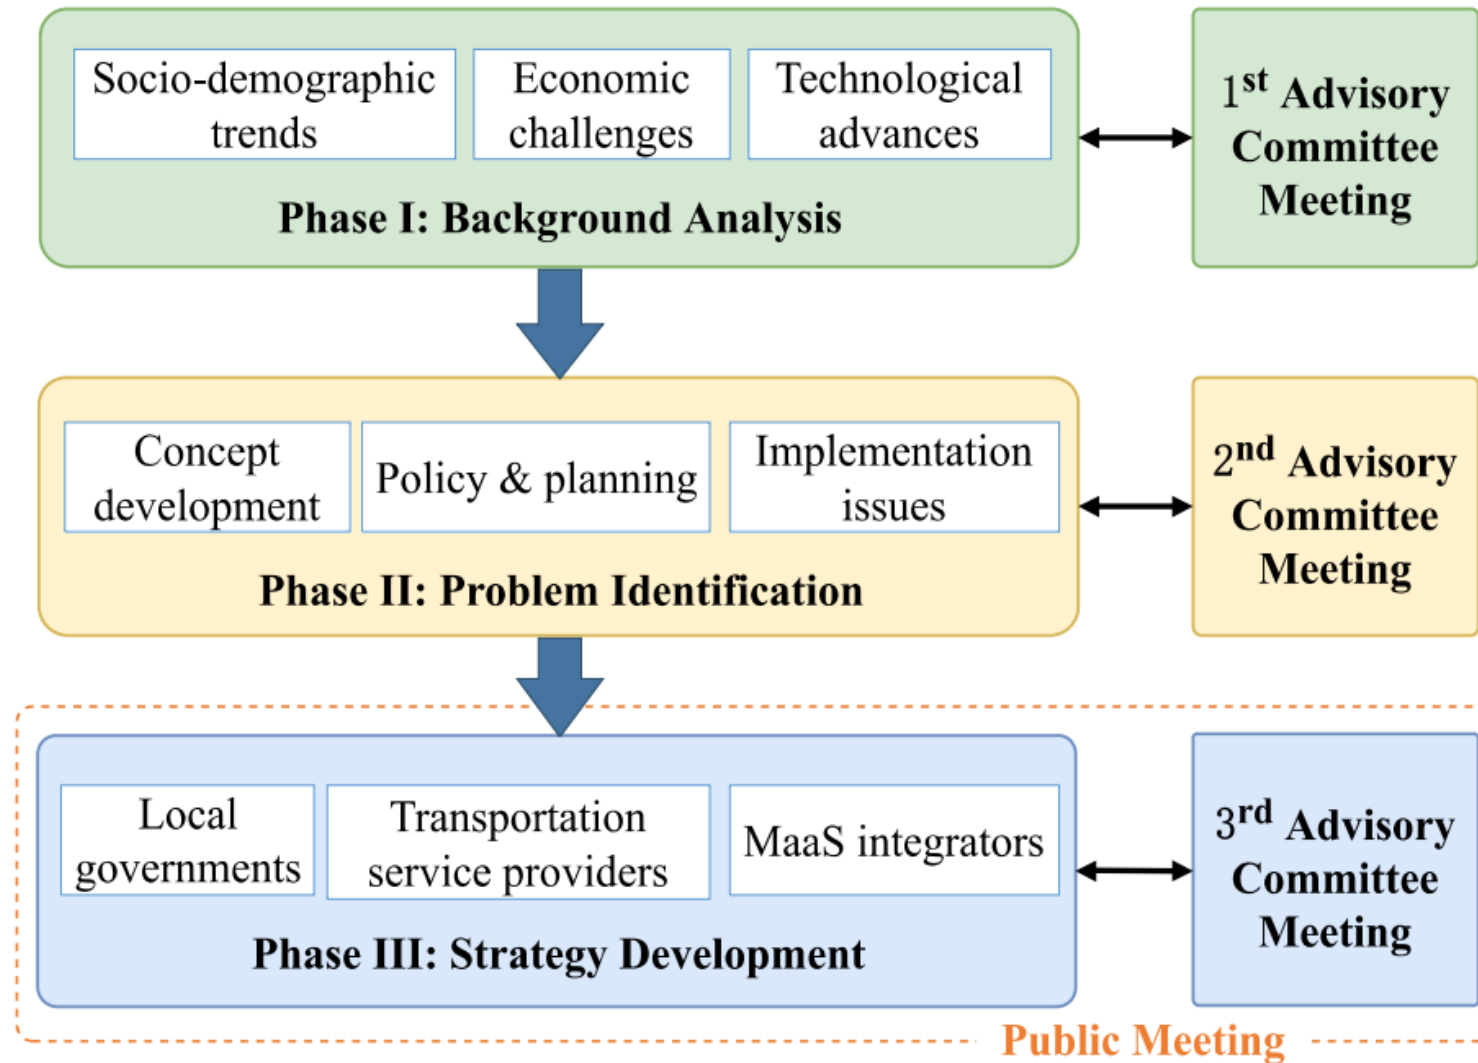 Socio-demographic
trends
Economic
challenges
Technological
advances
Phase I: Background Analysis
1st Advisory
Committee
Meeting
Concept
development
Policy & planning
Implementation
issues
Phase II: Problem Identification
2nd Advisory
Committee
Meeting
Local
governments
Transportation
service providers
MaaS integrators
Phase III: Strategy Development
3rd Advisory
Committee
Meeting
Public Meeting